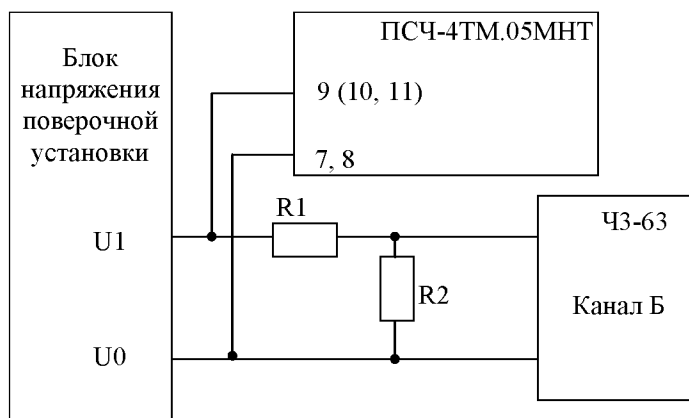 Блок
напряжения
поверочной
установки
U1
U0
ПСЧ-4ТМ.05МНТ
9 (10, 11)
7, 8
R1
R2
Ч3-63
Канал Б